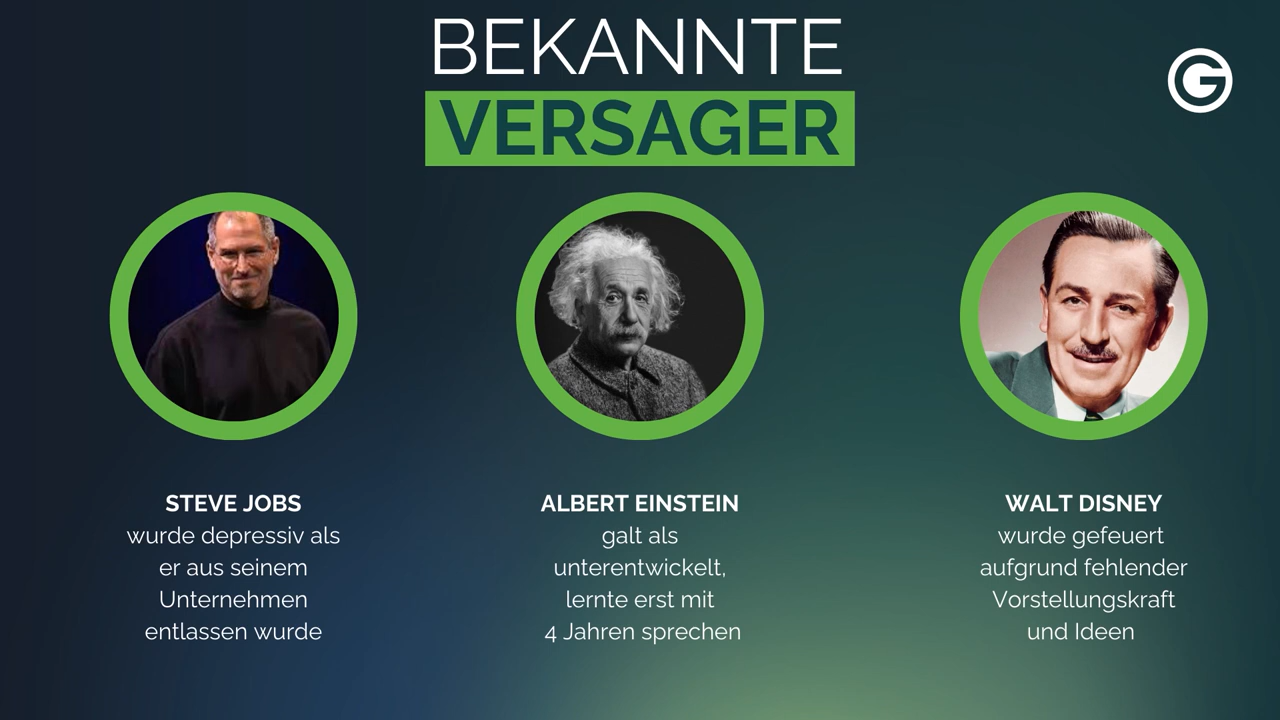 BEKANNTE
VERSAGER
G
STEVE JOBS
wurde depressiv als
er aus seinem
Unternehmen
entlassen wurde
ALBERT EINSTEIN
galt als
unterentwickelt,
lernte erst mit
4 Jahren sprechen
WALT DISNEY
wurde gefeuert
aufgrund fehlender
Vorstellungskraft
und Ideen